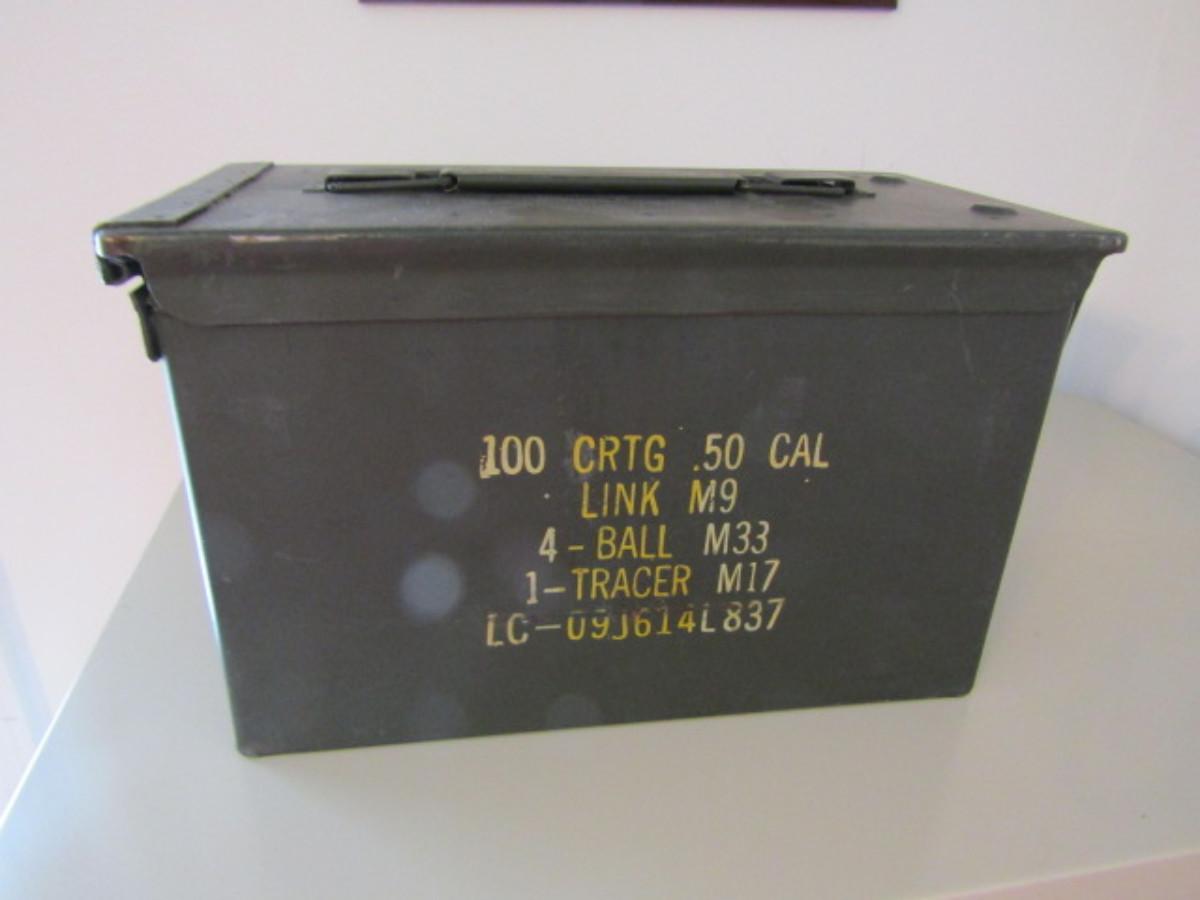 100 CRTG .50 CAL
LINK M9
4-BALL M33
1-TRACER M17
LC-09J614L837